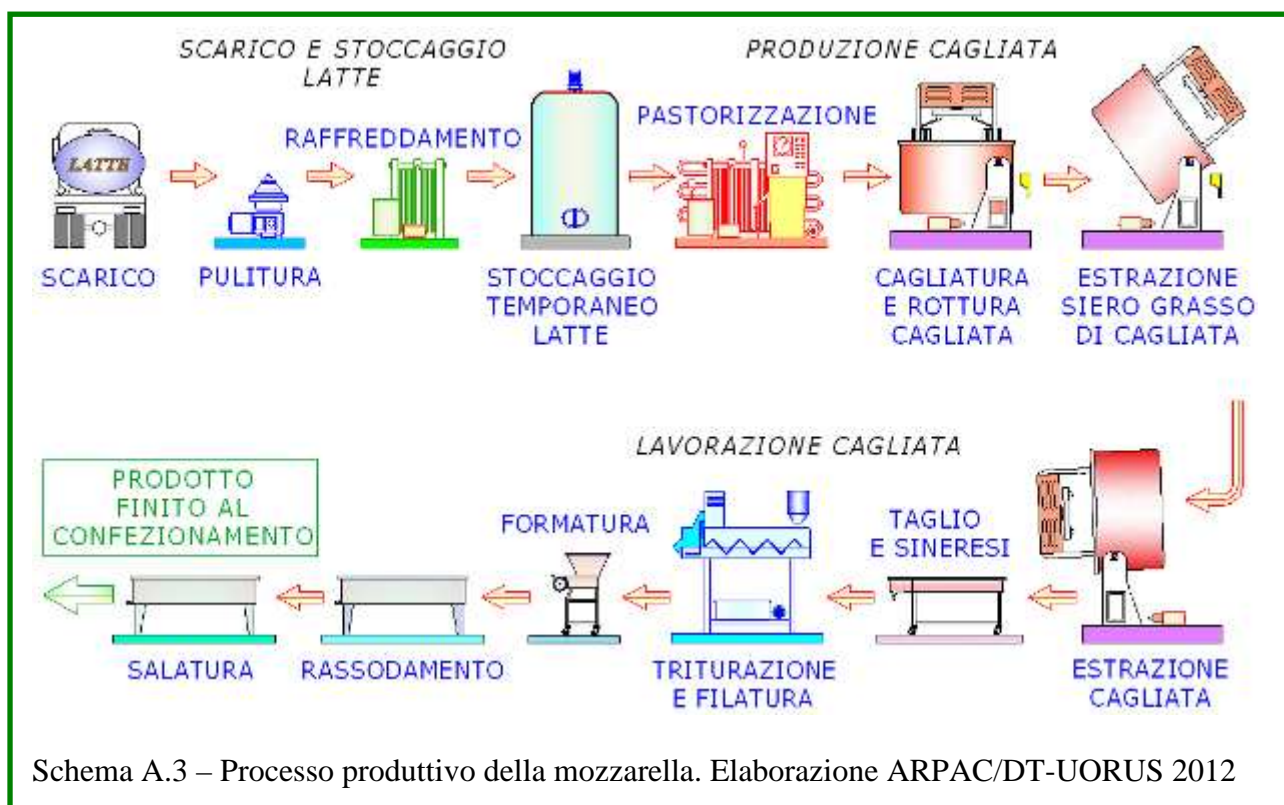 SCARICO E STOCCAGGIO
LATTE
PRODUZIONE CAGLIATA
LATTE
SCARICO
PULITURA
RAFFREDDAMENTO
STOCCAGGIO
TEMPORANEO
LATTE
PASTORIZZAZIONE
CAGLIATURA
E ROTTURA
CAGLIATA
ESTRAZIONE
SIERO GRASSO
DI CAGLIATA
LAVORAZIONE CAGLIATA
ESTRAZIONE
CAGLIATA
TAGLIO
E SINERESI
TRITURAZIONE
E FILATURA
FORMATURA
RASSODAMENTO
SALATURA
PRODOTTO
FINITO AL
CONFEZIONAMENTO
Schema A.3 – Processo produttivo della mozzarella. Elaborazione ARPAC/DT-UORUS 2012